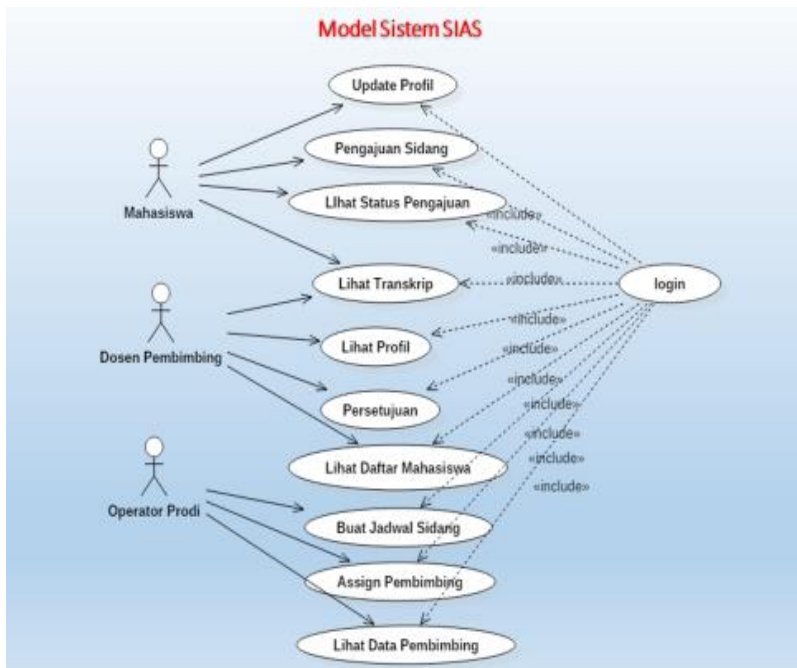 Model Sistem SIAS
Update Profil
Pengajuan Sidang
Mahasiswa
LIhat Status Pengajuan
«include»
«include»
Lihat Transkrip
«include»
login
«include»
Dosen Pembimbing
Lihat Profil
«include»
«include»
Persetujuan
«include»
«include»
Lihat Daftar Mahasiswa
«include»
«include»
Operator Prodi
Buat Jadwal Sidang
Assign Pembimbing
Lihat Data Pembimbing